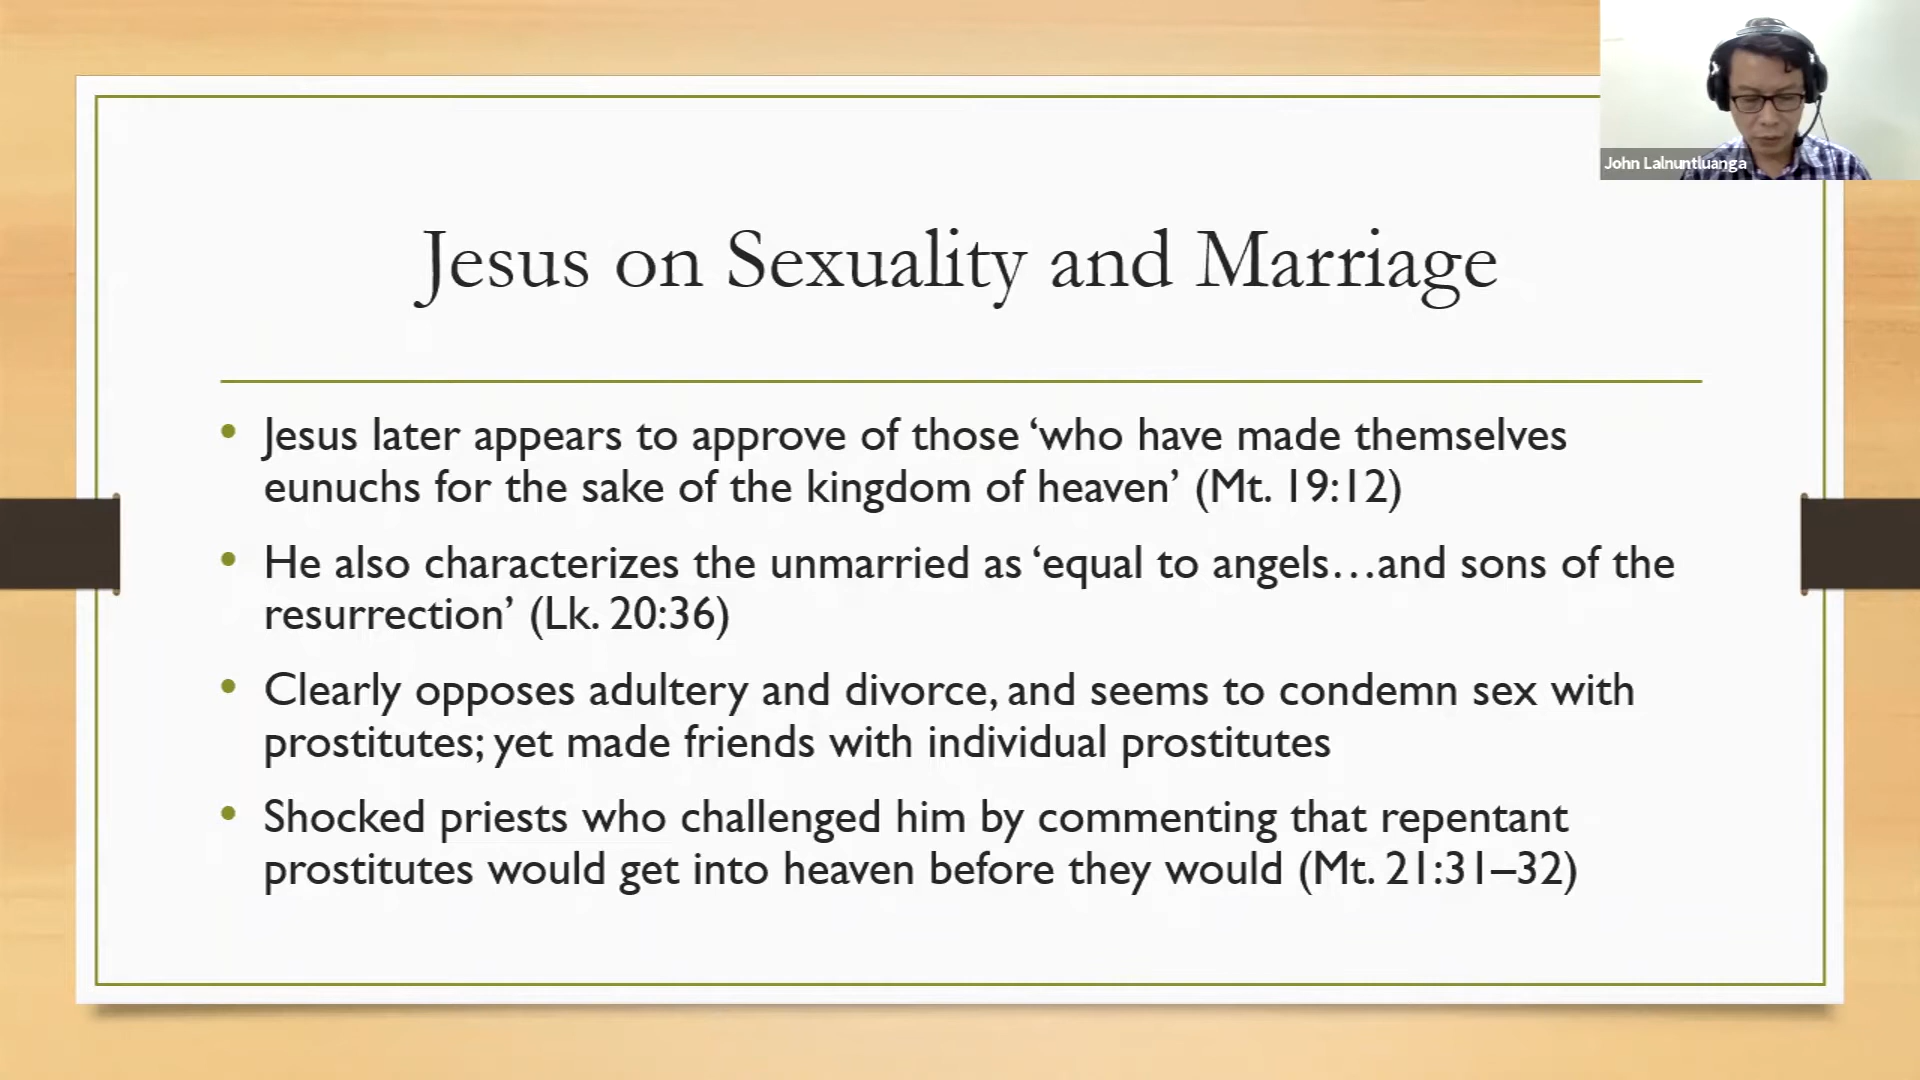 John Lalnuntluanga
Jesus on Sexuality and Marriage
• Jesus later appears to approve of those ‘who have made themselves
eunuchs for the sake of the kingdom of heaven’ (Mt. 19:12)
• He also characterizes the unmarried as ‘equal to angels…and sons of the
resurrection’ (Lk. 20:36)
• Clearly opposes adultery and divorce, and seems to condemn sex with
prostitutes; yet made friends with individual prostitutes
• Shocked priests who challenged him by commenting that repentant
prostitutes would get into heaven before they would (Mt. 21:31–32)